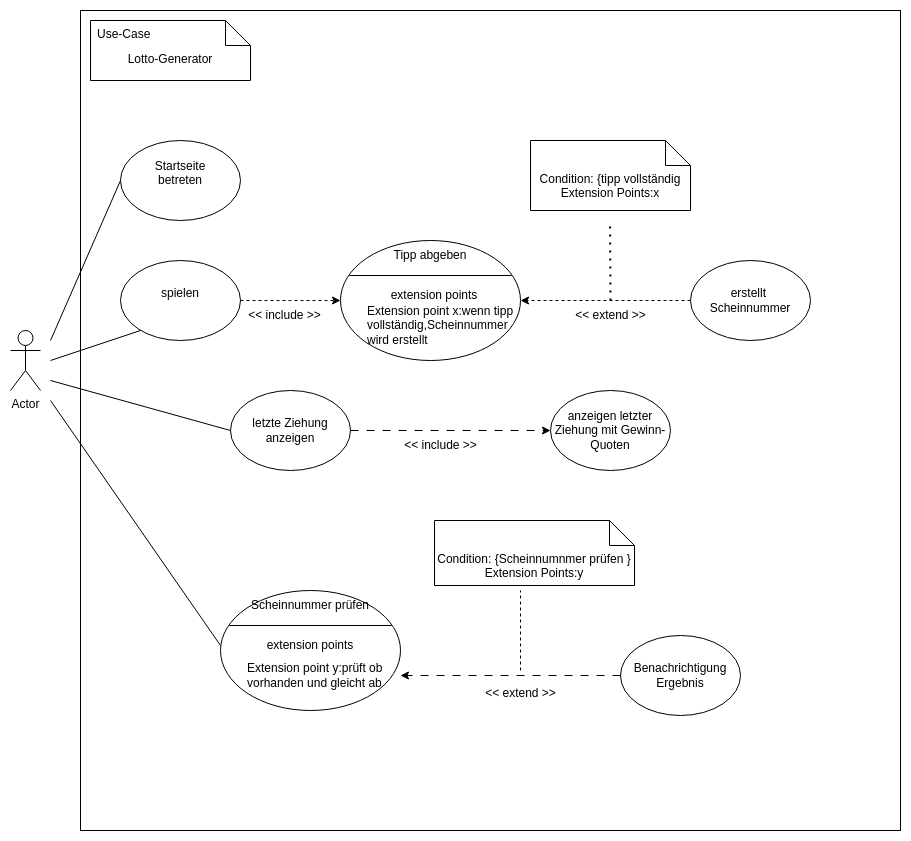 Use-Case
Lotto-Generator
Startseite
betreten
Condition: {tipp vollständig
Extension Points:x
spielen
<< include >>
Tipp abgeben
extension points
Extension point x:wenn tipp
vollständig,Scheinnummer
wird erstellt
<< extend >>
erstellt
Scheinnummer
Actor
letzte Ziehung
anzeigen
<< include >>
anzeigen letzter
Ziehung mit Gewinn-
Quoten
Condition: {Scheinnumnmer prüfen }
Extension Points:y
Scheinnummer prüfen
extension points
Extension point y:prüft ob
vorhanden und gleicht ab
<< extend >>
Benachrichtigung
Ergebnis